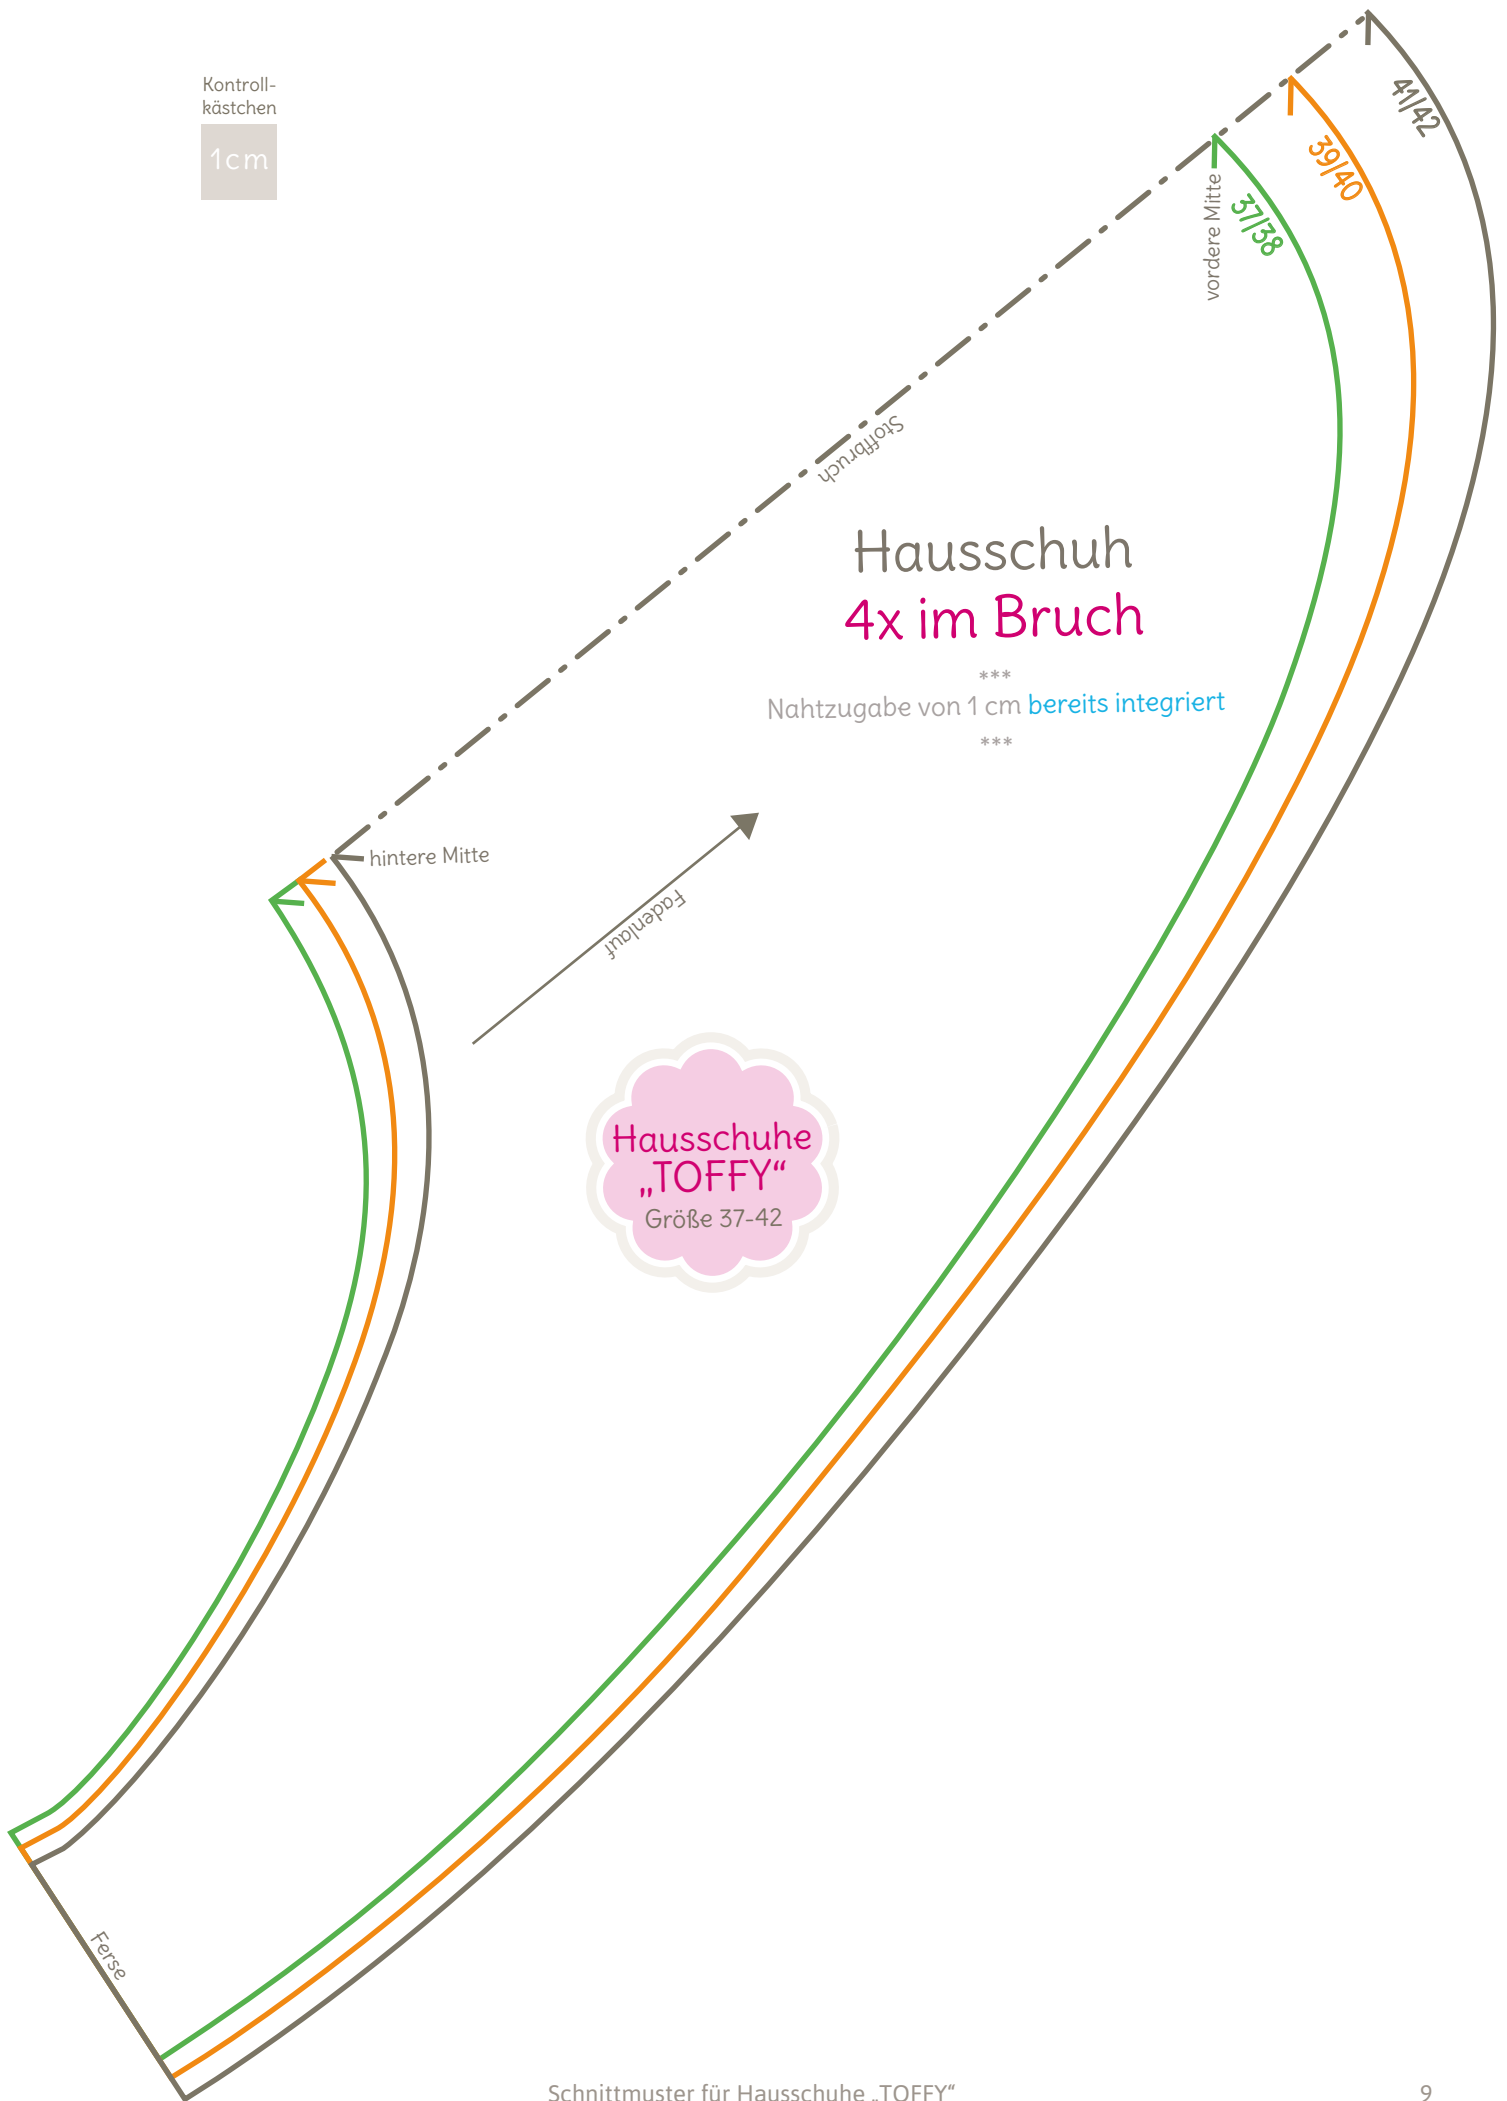 Kontroll-
kästchen
1cm
41/42
39/40
37/38
vordere Mitte
Stoffbruch
Hausschuh
4x im Bruch
***
Nahtzugabe von 1 cm bereits integriert
***
hintere Mitte
Fadenlauf
Hausschuhe
„TOFFY“
Größe 37-42
Ferse
Schnittmuster für Hausschuhe „TOFFY“
9